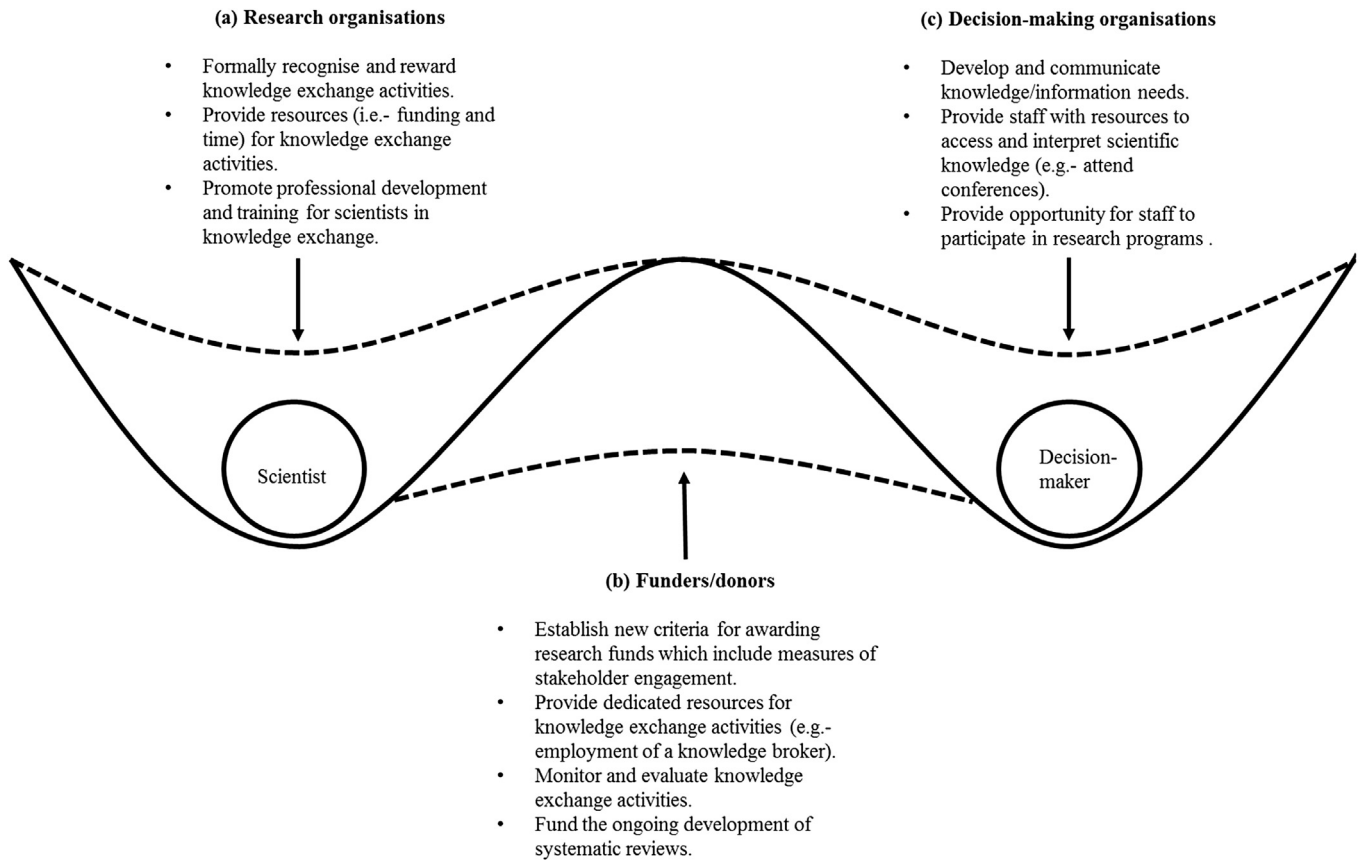 (a) Research organisations
• Formally recognise and reward
knowledge exchange activities.
• Provide resources (i.e.- funding and
time) for knowledge exchange
activities.
• Promote professional development
and training for scientists in
knowledge exchange.
(c) Decision-making organisations
• Develop and communicate
knowledge/information needs.
• Provide staff with resources to
access and interpret scientific
knowledge (e.g.- attend
conferences).
• Provide opportunity for staff to
participate in research programs .
Scientist
Decision-
maker
(b) Funders/donors
• Establish new criteria for awarding
research funds which include measures of
stakeholder engagement.
• Provide dedicated resources for
knowledge exchange activities (e.g.-
employment of a knowledge broker).
• Monitor and evaluate knowledge
exchange activities.
• Fund the ongoing development of
systematic reviews.